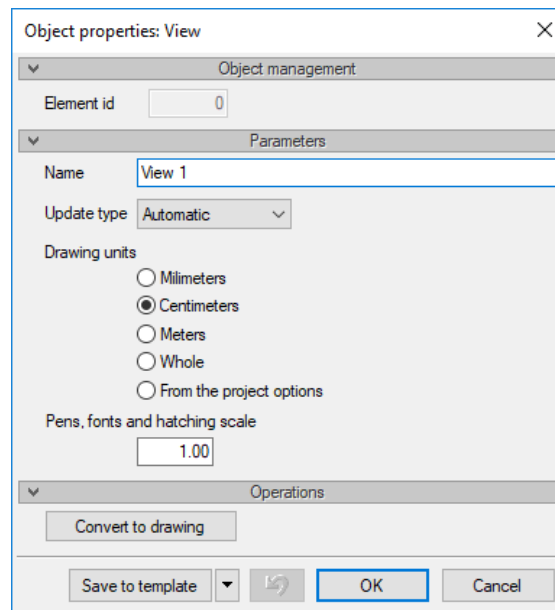 Object properties: View
Object management
Element id 0
Parameters
Name View 1
Update type Automatic
Drawing units
Milimeters
Centimeters
Meters
Whole
From the project options
Pens, fonts and hatching scale
1.00
Operations
Convert to drawing
Save to template OK Cancel